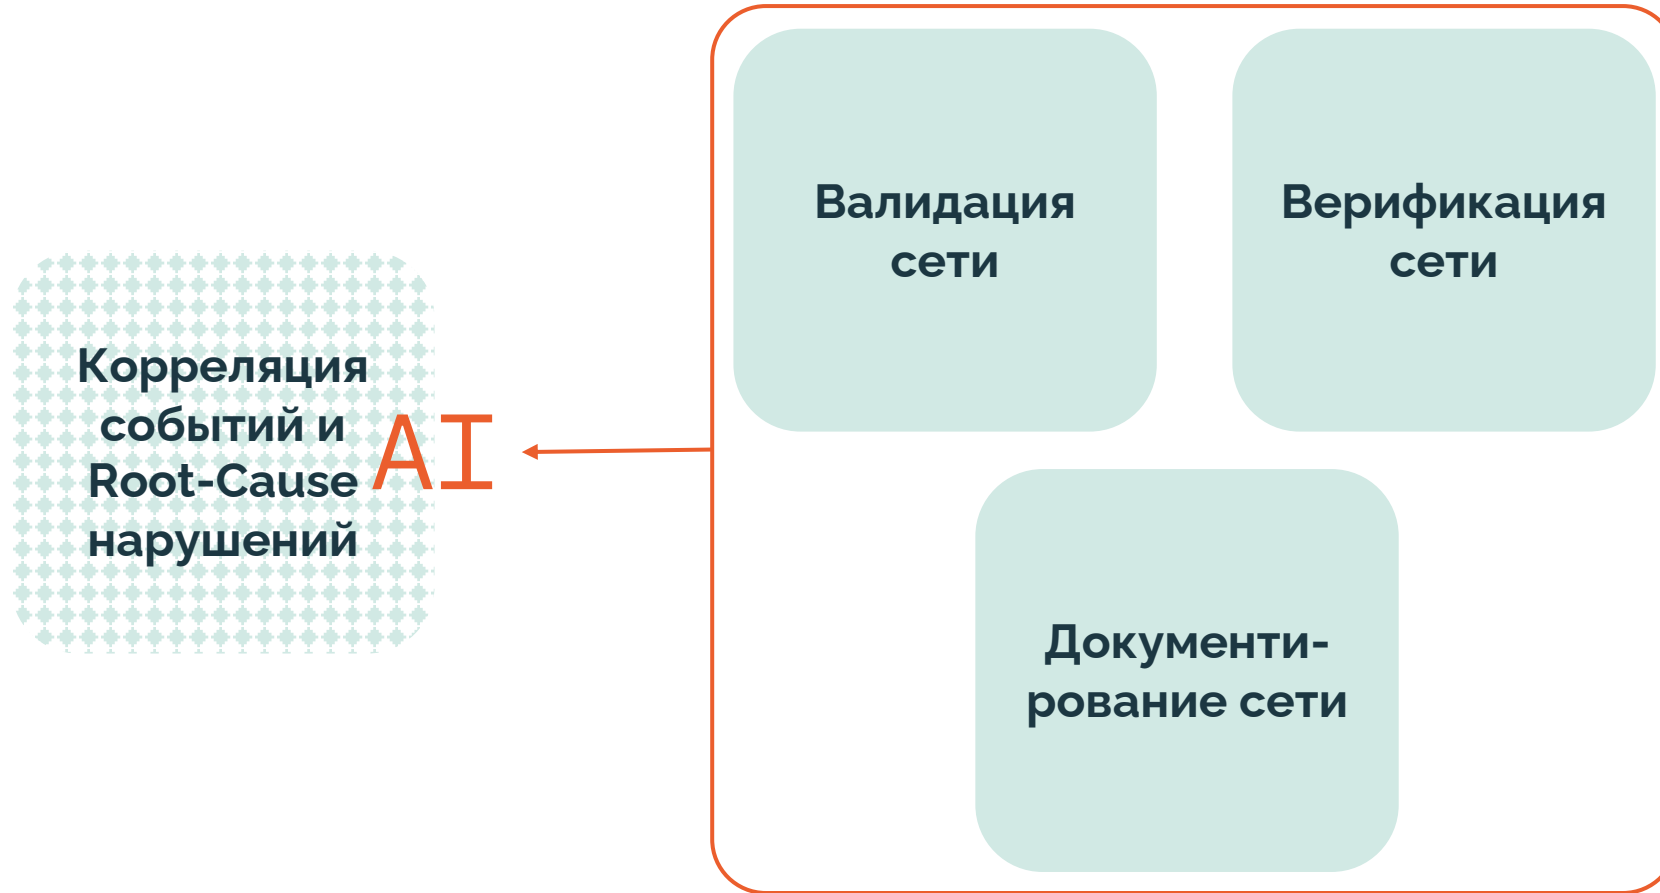 Валидация
сети
Верификация
сети
Корреляция
событий и
Root-Cause
нарушений
AI
Документи-
рование сети